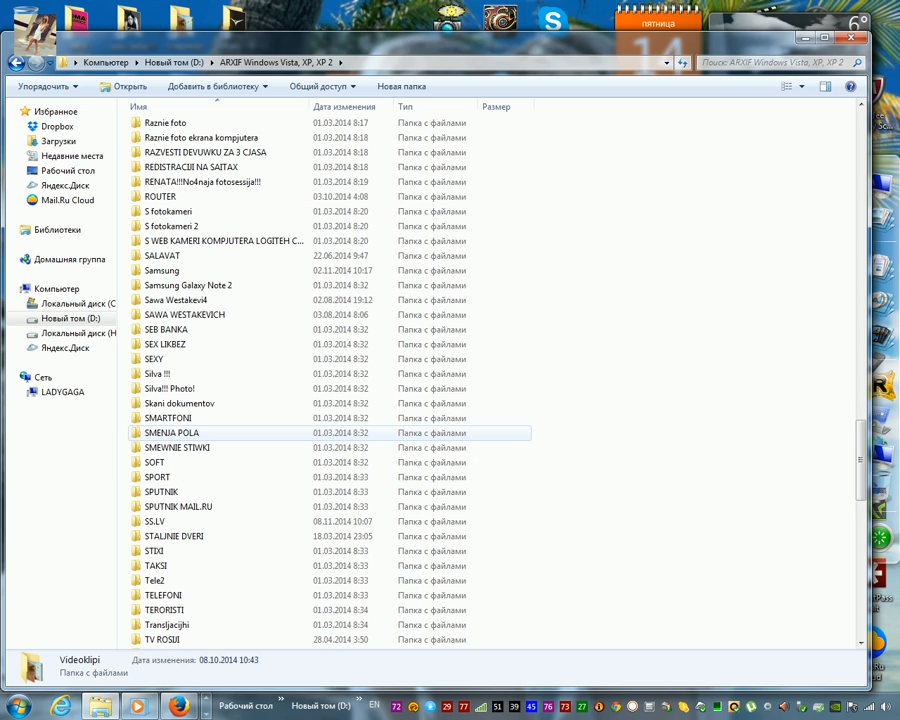 пятница
14
6°
Компьютер ▸ Новый том (D:) ▸ ARXIF Windows Vista, XP, XP 2 ▸
Поиск: ARXIF Windows Vista, XP, XP 2
Упорядочить Открыть Добавить в библиотеку Общий доступ Новая папка
Имя Дата изменения Тип Размер
Избранное
Dropbox
Загрузки
Недавние места
Рабочий стол
Яндекс.Диск
Mail.Ru Cloud
Библиотеки
Домашняя группа
Компьютер
Локальный диск (C
Новый том (D:)
Локальный диск (H
Яндекс.Диск
Сеть
LADYGAGA
Raznie foto 01.03.2014 8:17 Папка с файлами
Raznie foto ekrana kompjutera 01.03.2014 8:18 Папка с файлами
RAZVESTI DEVUWKU ZA 3 CJASA 01.03.2014 8:18 Папка с файлами
REDISTRACIJI NA SAITAX 01.03.2014 8:18 Папка с файлами
RENATA!!!No4naja fotosessija!!! 01.03.2014 8:19 Папка с файлами
ROUTER 03.10.2014 4:08 Папка с файлами
S fotokameri 01.03.2014 8:20 Папка с файлами
S fotokameri 2 01.03.2014 8:20 Папка с файлами
S WEB KAMERI KOMPJUTERA LOGITEH C... 01.03.2014 8:20 Папка с файлами
SALAVAT 22.06.2014 9:47 Папка с файлами
Samsung 02.11.2014 10:17 Папка с файлами
Samsung Galaxy Note 2 01.03.2014 8:32 Папка с файлами
Sawa Westakevi4 02.08.2014 19:12 Папка с файлами
SAWA WESTAKEVICH 03.08.2014 8:06 Папка с файлами
SEB BANKA 01.03.2014 8:32 Папка с файлами
SEX LIKBEZ 01.03.2014 8:32 Папка с файлами
SEXY 01.03.2014 8:32 Папка с файлами
Silva !!! 01.03.2014 8:32 Папка с файлами
Silva!!! Photo! 01.03.2014 8:32 Папка с файлами
Skani dokumentov 01.03.2014 8:32 Папка с файлами
SMARTFONI 01.03.2014 8:32 Папка с файлами
SMENJA POLA 01.03.2014 8:32 Папка с файлами
SMEWNIE STIWKI 01.03.2014 8:32 Папка с файлами
SOFT 01.03.2014 8:32 Папка с файлами
SPORT 01.03.2014 8:33 Папка с файлами
SPUTNIK 01.03.2014 8:33 Папка с файлами
SPUTNIK MAIL.RU 01.03.2014 8:33 Папка с файлами
SS.LV 08.11.2014 10:07 Папка с файлами
STALJNIE DVERI 18.03.2014 23:05 Папка с файлами
STIXI 01.03.2014 8:33 Папка с файлами
TAKSI 01.03.2014 8:33 Папка с файлами
Tele2 01.03.2014 8:33 Папка с файлами
TELEFONI 01.03.2014 8:33 Папка с файлами
TERORISTI 01.03.2014 8:34 Папка с файлами
Transljacijhi 01.03.2014 8:34 Папка с файлами
TV ROSIJI 28.04.2014 3:50 Папка с файлами
Videoklipi Дата изменения: 08.10.2014 10:43
Папка с файлами
Рабочий стол » Новый том (D:) » EN 72 29 77 51 39 45 76 73 27